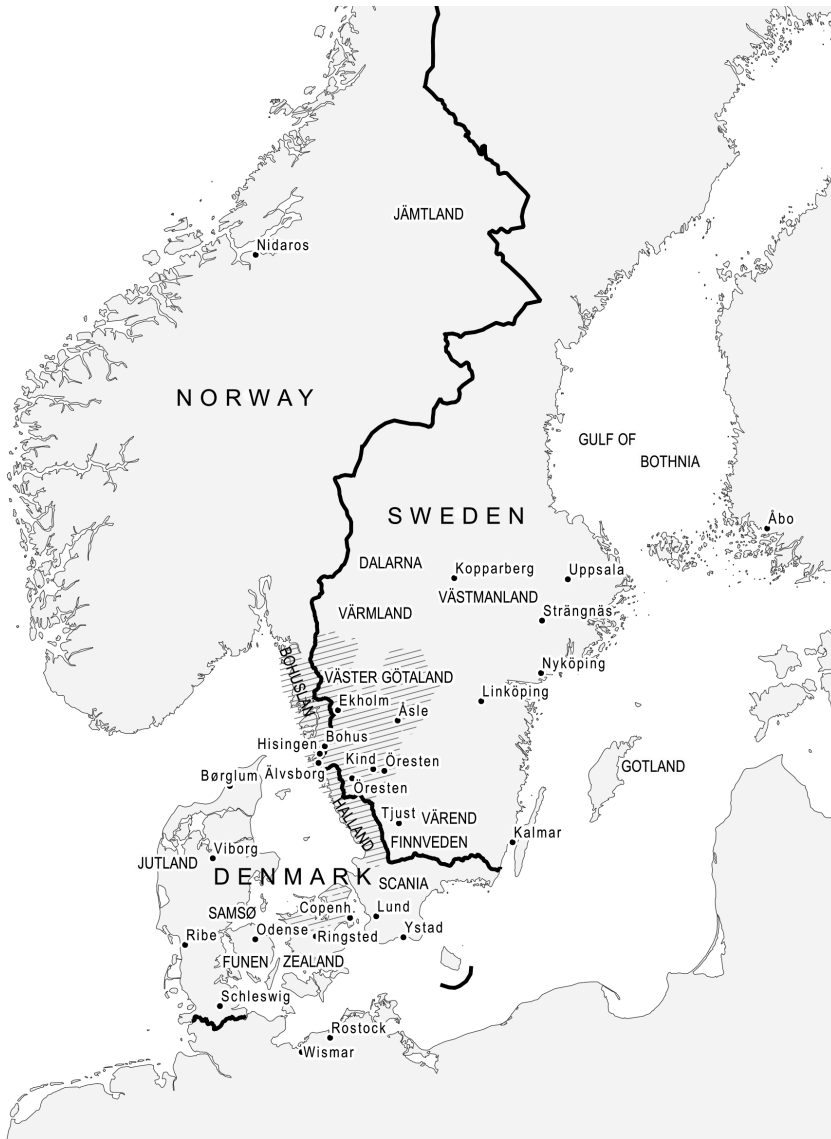 JÄMTLAND
Nidaros
NORWAY
GULF OF
BOTHNIA
SWEDEN
Åbo
DALARNA
Kopparberg
Uppsala
VÄSTMANLAND
VÄRMLAND
Strängnäs
BOHUSLÄN
VÄSTER GÖTALAND
Nyköping
Linköping
Ekholm
Åsle
Bohus
Hisingen
Kind
Öresten
Älvsborg
GOTLAND
Børglum
Öresten
HALLAND
Tjust
VÄREND
Kalmar
FINNVEDEN
Viborg
JUTLAND
DENMARK
SCANIA
SAMSØ
Copenh.
Lund
Odense
Ringsted
Ystad
Ribe
FUNEN
ZEALAND
Schleswig
Rostock
Wismar